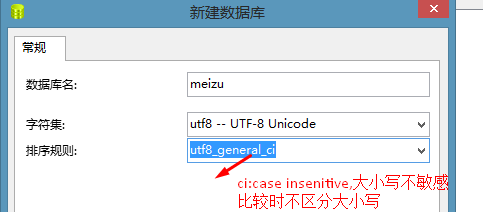 新建数据库
常规
数据库名: meizu
字符集: utf8 -- UTF-8 Unicode
排序规则: utf8_general_ci
ci:case insenitive,大小写不敏感
比较时不区分大小写